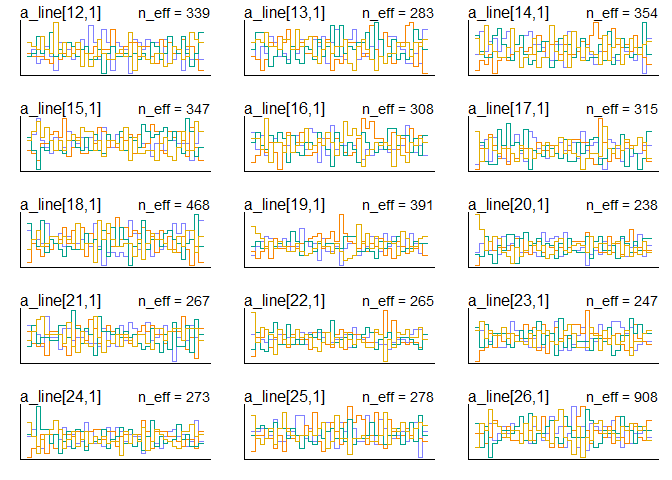 a_line[12,1] n_eff = 339 a_line[13,1] n_eff = 283 a_line[14,1] n_eff = 354
a_line[15,1] n_eff = 347 a_line[16,1] n_eff = 308 a_line[17,1] n_eff = 315
a_line[18,1] n_eff = 468 a_line[19,1] n_eff = 391 a_line[20,1] n_eff = 238
a_line[21,1] n_eff = 267 a_line[22,1] n_eff = 265 a_line[23,1] n_eff = 247
a_line[24,1] n_eff = 273 a_line[25,1] n_eff = 278 a_line[26,1] n_eff = 908